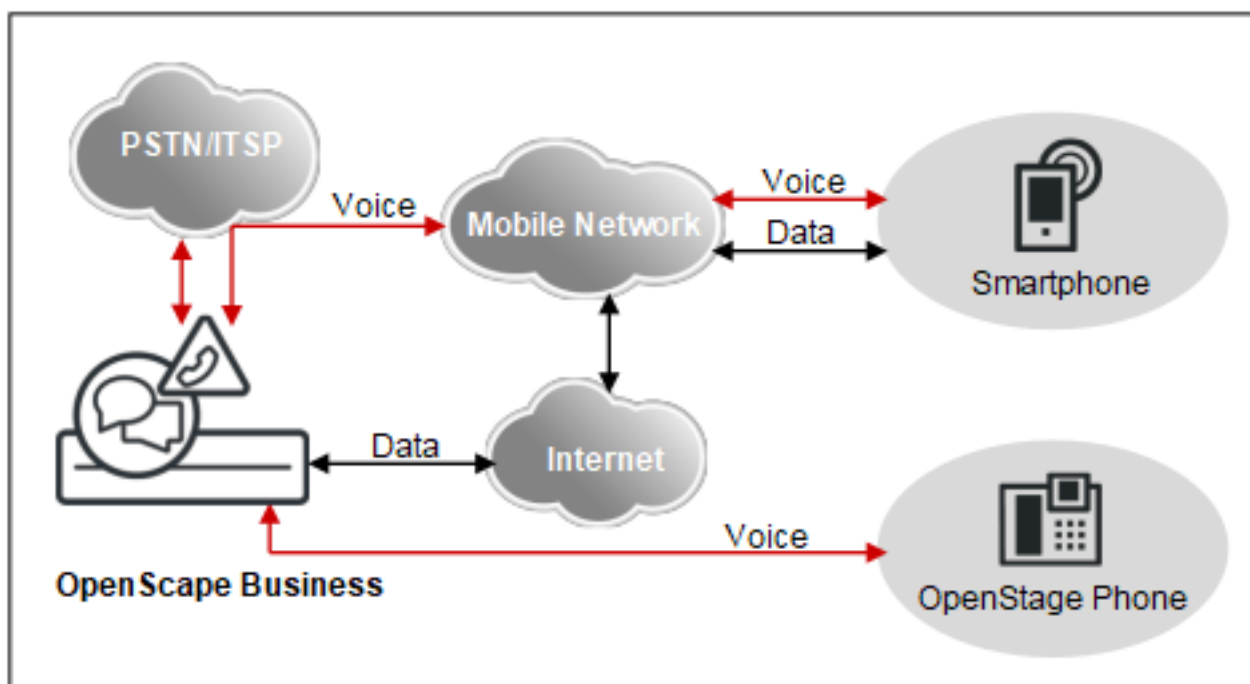 PSTN/ITSP
Voice
Mobile Network
Voice
Data
Smartphone
Data
Internet
Voice
OpenScape Business
OpenStage Phone